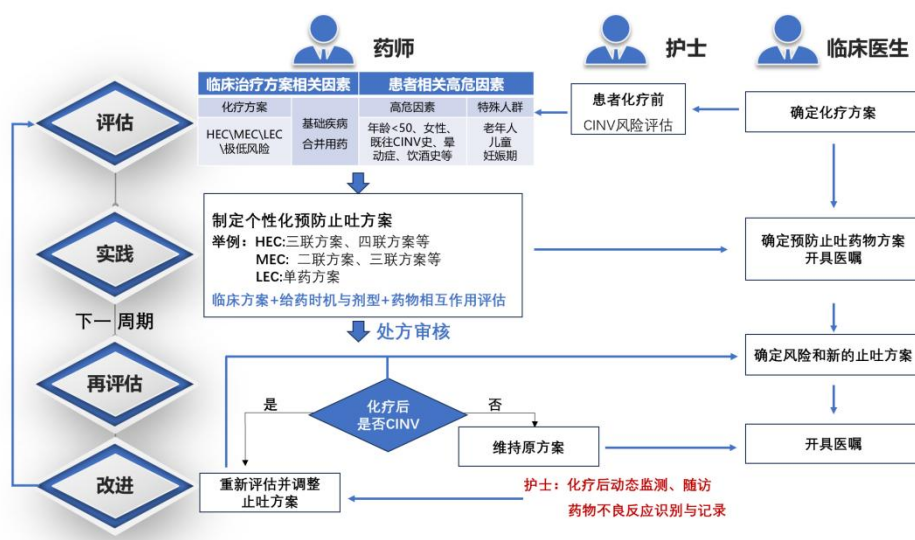 药师
护士
临床医生
临床治疗方案相关因素
患者相关高危因素
化疗方案
HEC\MEC\LEC
\极低风险
基础疾病
合并用药
高危因素
年龄<50、女性、
既往CINV史、晕
动症、饮酒史等
特殊人群
老年人
儿童
妊娠期
患者化疗前
CINV风险评估
确定化疗方案
评估
制定个性化预防止吐方案
举例：HEC:三联方案、四联方案等
MEC: 二联方案、三联方案等
LEC:单药方案
临床方案+给药时机与剂型+药物相互作用评估
确定预防止吐药物方案
开具医嘱
实践
处方审核
下一 周期
确定风险和新的止吐方案
再评估
化疗后
是否CINV
是
否
维持原方案
开具医嘱
改进
重新评估并调整
止吐方案
护士：化疗后动态监测、随访
药物不良反应识别与记录